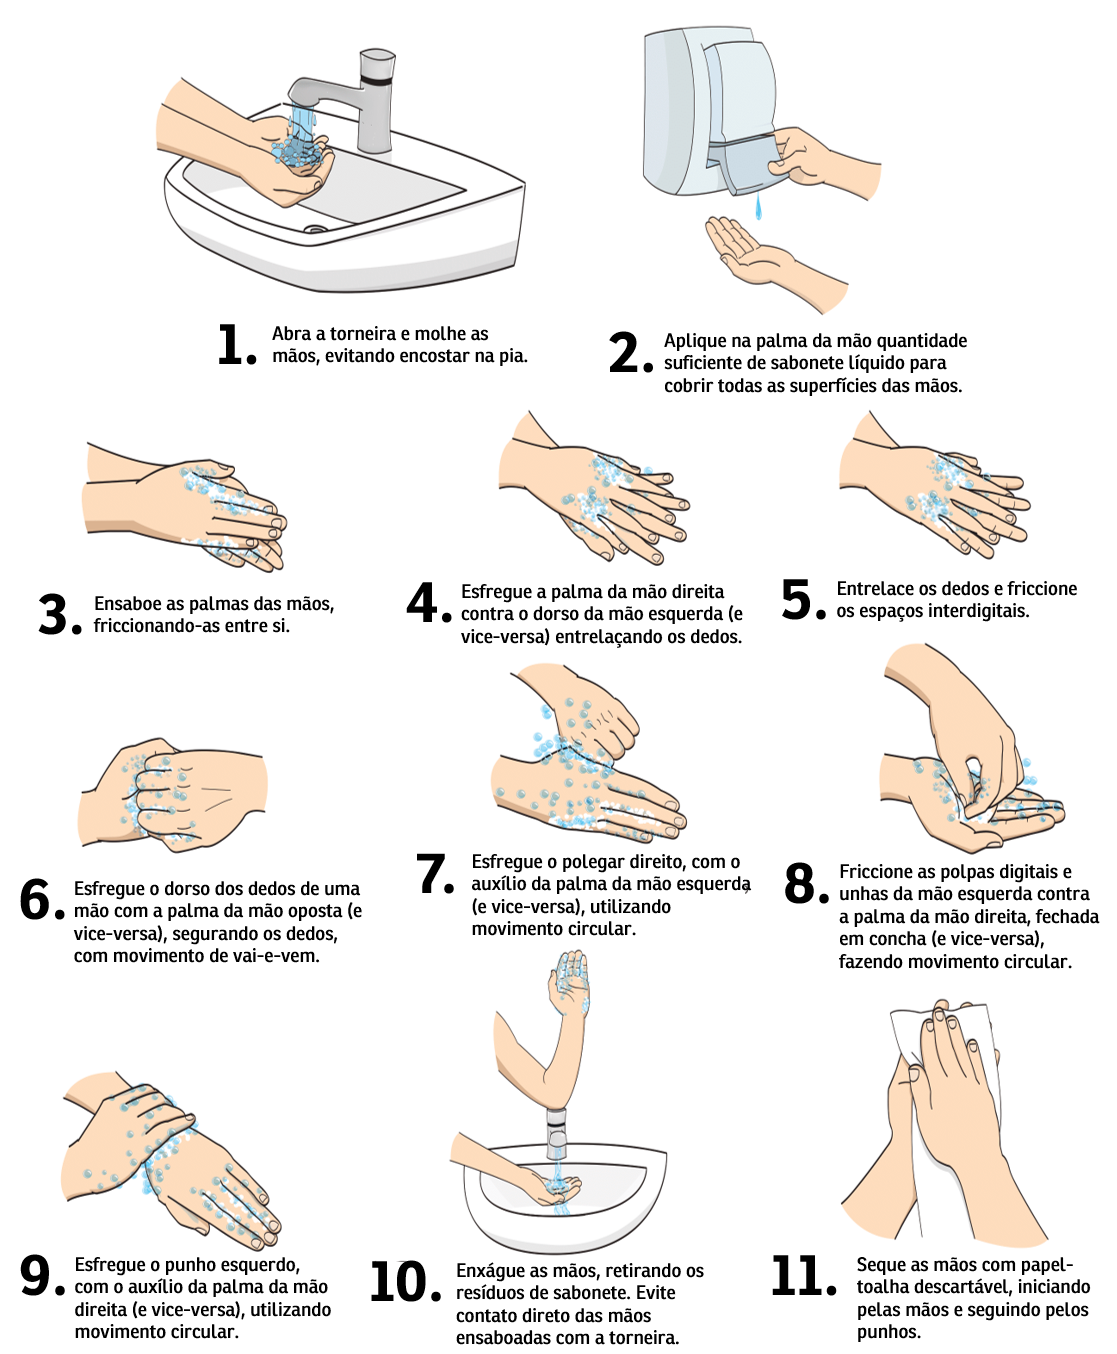 1. Abra a torneira e molhe as
mãos, evitando encostar na pia.
2. Aplique na palma da mão quantidade
suficiente de sabonete líquido para
cobrir todas as superfícies das mãos.
3. Ensaboe as palmas das mãos,
friccionando-as entre si.
4. Esfregue a palma da mão direita
contra o dorso da mão esquerda (e
vice-versa) entrelaçando os dedos.
5. Entrelace os dedos e friccione
os espaços interdigitais.
6. Esfregue o dorso dos dedos de uma
mão com a palma da mão oposta (e
vice-versa), segurando os dedos,
com movimento de vai-e-vem.
7. Esfregue o polegar direito, com o
auxílio da palma da mão esquerda
(e vice-versa), utilizando
movimento circular.
8. Friccione as polpas digitais e
unhas da mão esquerda contra
a palma da mão direita, fechada
em concha (e vice-versa),
fazendo movimento circular.
9. Esfregue o punho esquerdo,
com o auxílio da palma da mão
direita (e vice-versa), utilizando
movimento circular.
10. Enxágue as mãos, retirando os
resíduos de sabonete. Evite
contato direto das mãos
ensaboadas com a torneira.
11. Seque as mãos com papel-
toalha descartável, iniciando
pelas mãos e seguindo pelos
punhos.